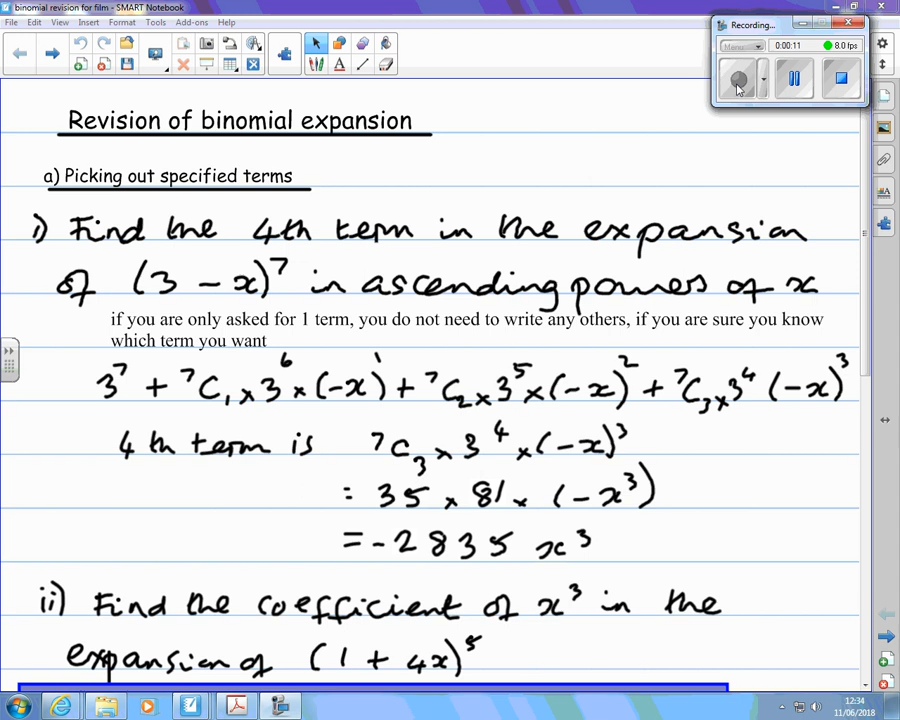 binomial revision for film - SMART Notebook
File Edit View Insert Format Tools Add-ons Help
Recording...
Menu 0:00:11 8.0 fps
Revision of binomial expansion
a) Picking out specified terms
i) Find the 4th term in the expansion
of (3 - x)⁷ in ascending powers of x
if you are only asked for 1 term, you do not need to write any others, if you are sure you know
which term you want
3⁷ + ⁷C₁ × 3⁶ × (-x)¹ + ⁷C₂ × 3⁵ × (-x)² + ⁷C₃ × 3⁴ (-x)³
4th term is ⁷C₃ × 3⁴ × (-x)³
= 35 × 81 × (-x³)
= -2835 x³
ii) Find the coefficient of x³ in the
expansion of (1 + 4x)⁵
12:34
11/06/2018